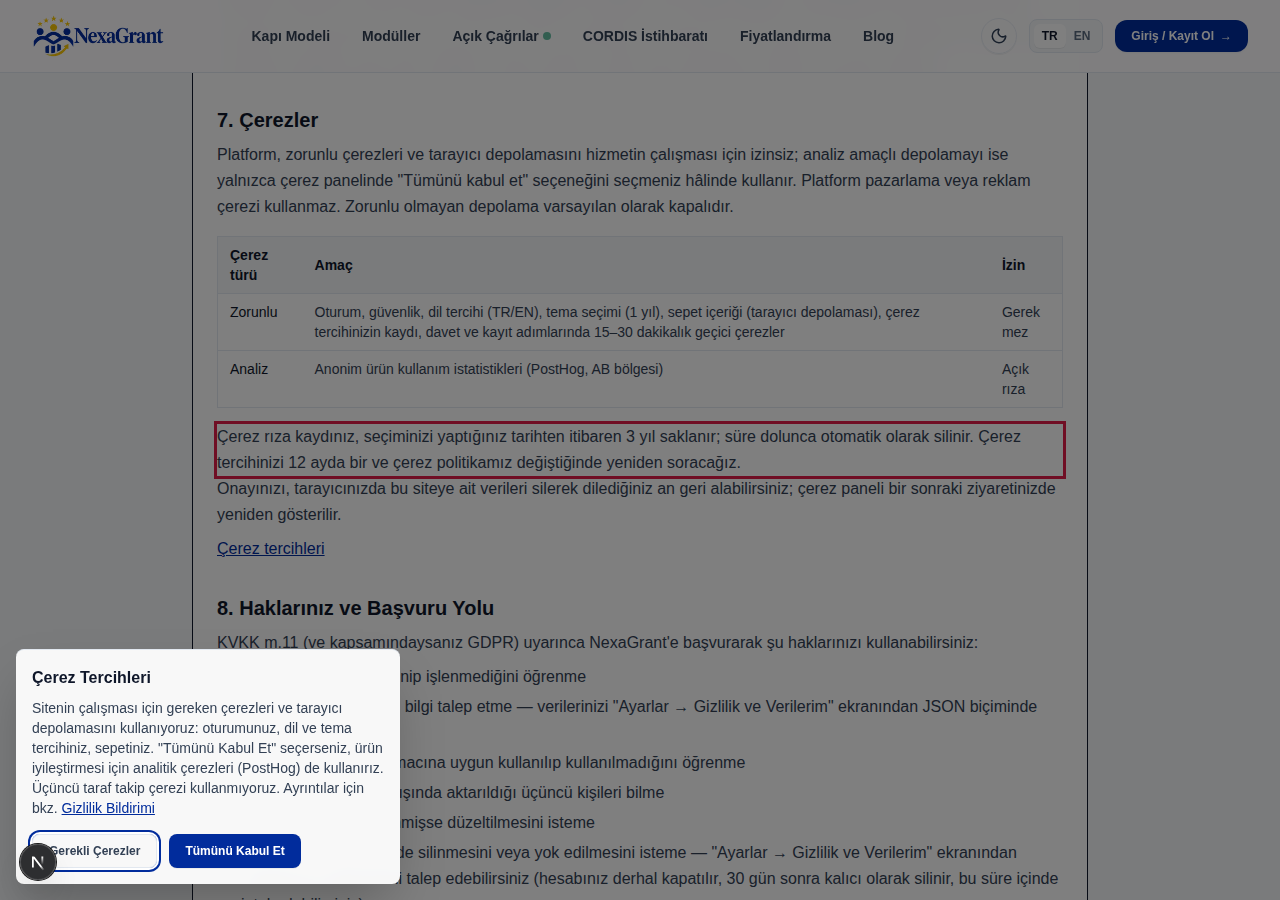 NexaGrant
Kapı Modeli
Modüller
Açık Çağrılar
CORDIS İstihbaratı
Fiyatlandırma
Blog
TR
EN
Giriş / Kayıt Ol →
7. Çerezler
Platform, zorunlu çerezleri ve tarayıcı depolamasını hizmetin çalışması için izinsiz; analiz amaçlı depolamayı ise
yalnızca çerez panelinde "Tümünü kabul et" seçeneğini seçmeniz hâlinde kullanır. Platform pazarlama veya reklam
çerezi kullanmaz. Zorunlu olmayan depolama varsayılan olarak kapalıdır.
Çerez
türü
Amaç
İzin
Zorunlu
Oturum, güvenlik, dil tercihi (TR/EN), tema seçimi (1 yıl), sepet içeriği (tarayıcı depolaması), çerez
tercihinizin kaydı, davet ve kayıt adımlarında 15–30 dakikalık geçici çerezler
Gerek
mez
Analiz
Anonim ürün kullanım istatistikleri (PostHog, AB bölgesi)
Açık
rıza
Çerez rıza kaydınız, seçiminizi yaptığınız tarihten itibaren 3 yıl saklanır; süre dolunca otomatik olarak silinir. Çerez
tercihinizi 12 ayda bir ve çerez politikamız değiştiğinde yeniden soracağız.
Onayınızı, tarayıcınızda bu siteye ait verileri silerek dilediğiniz an geri alabilirsiniz; çerez paneli bir sonraki ziyaretinizde
yeniden gösterilir.
Çerez tercihleri
8. Haklarınız ve Başvuru Yolu
KVKK m.11 (ve kapsamındaysanız GDPR) uyarınca NexaGrant'e başvurarak şu haklarınızı kullanabilirsiniz:
nip işlenmediğini öğrenme
bilgi talep etme — verilerinizi "Ayarlar → Gizlilik ve Verilerim" ekranından JSON biçiminde
macına uygun kullanılıp kullanılmadığını öğrenme
ışında aktarıldığı üçüncü kişileri bilme
nmişse düzeltilmesini isteme
de silinmesini veya yok edilmesini isteme — "Ayarlar → Gizlilik ve Verilerim" ekranından
talep edebilirsiniz (hesabınız derhal kapatılır, 30 gün sonra kalıcı olarak silinir, bu süre içinde
Çerez Tercihleri
Sitenin çalışması için gereken çerezleri ve tarayıcı
depolamasını kullanıyoruz: oturumunuz, dil ve tema
tercihiniz, sepetiniz. "Tümünü Kabul Et" seçerseniz, ürün
iyileştirmesi için analitik çerezleri (PostHog) de kullanırız.
Üçüncü taraf takip çerezi kullanmıyoruz. Ayrıntılar için
bkz. Gizlilik Bildirimi
Gerekli Çerezler
Tümünü Kabul Et
N